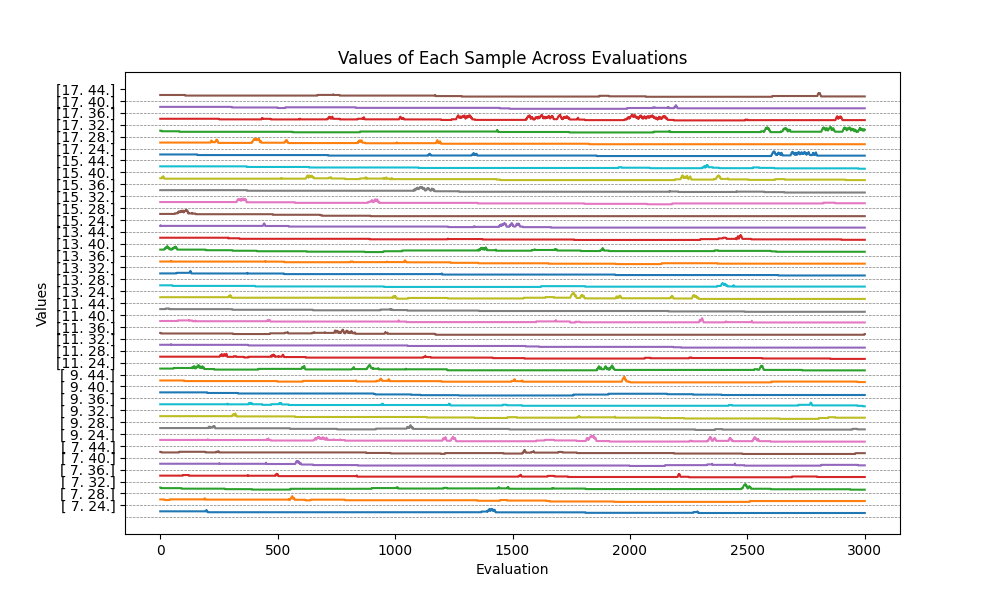 Values of Each Sample Across Evaluations
[17. 44.]
[17. 40.]
[17. 36.]
[17. 32.]
[17. 28.]
[17. 24.]
[15. 44.]
[15. 40.]
[15. 36.]
[15. 32.]
[15. 28.]
[15. 24.]
[13. 44.]
[13. 40.]
[13. 36.]
[13. 32.]
[13. 28.]
[13. 24.]
[11. 44.]
[11. 40.]
[11. 36.]
[11. 32.]
[11. 28.]
[11. 24.]
[ 9. 44.]
[ 9. 40.]
[ 9. 36.]
[ 9. 32.]
[ 9. 28.]
[ 9. 24.]
[ 7. 44.]
[ 7. 40.]
[ 7. 36.]
[ 7. 32.]
[ 7. 28.]
[ 7. 24.]
Values
0 500 1000 1500 2000 2500 3000
Evaluation